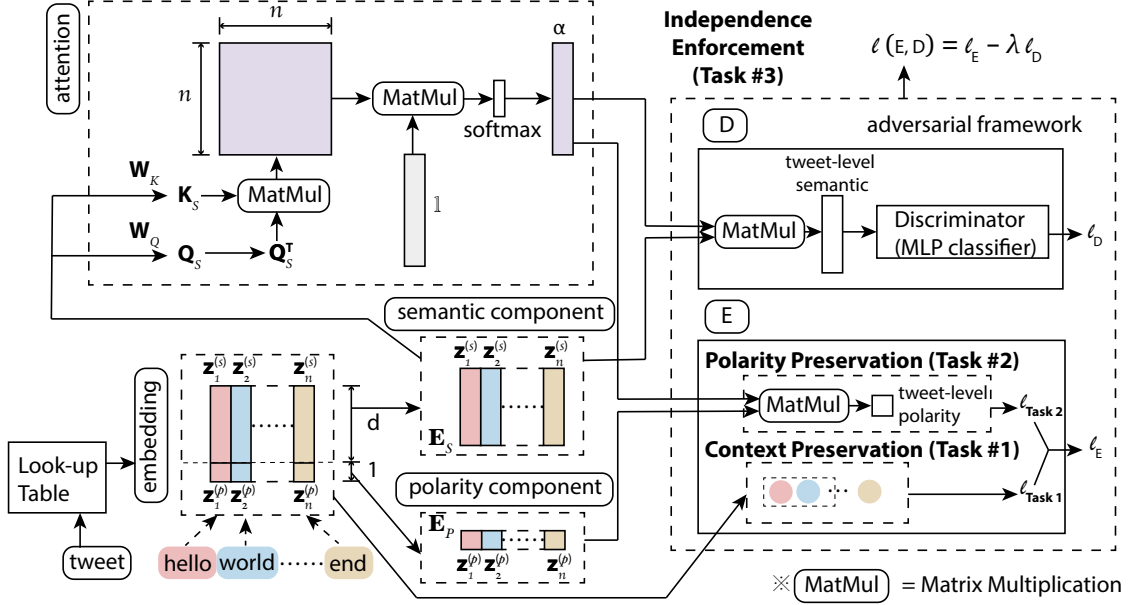 attention
n
n
α
MatMul
softmax
𝟙
W_K
K_S
MatMul
W_Q
Q_S
Q_S^T
Independence
Enforcement
(Task #3)
ℓ (E, D) = ℓ_E − λ ℓ_D
adversarial framework
D
tweet-level
semantic
MatMul
Discriminator
(MLP classifier)
ℓ_D
E
Polarity Preservation (Task #2)
MatMul
tweet-level
polarity
ℓ_Task 2
Context Preservation (Task #1)
ℓ_Task 1
ℓ_E
semantic component
z_1^(s) z_2^(s) z_n^(s)
E_S
polarity component
E_P
z_1^(p) z_2^(p) z_n^(p)
embedding
z_1^(s) z_2^(s) z_n^(s)
d
1
z_1^(p) z_2^(p) z_n^(p)
Look-up
Table
tweet
hello world ······ end
※ MatMul = Matrix Multiplication